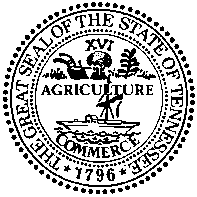 THE GREAT SEAL OF THE STATE OF TENNESSEE
XVI
AGRICULTURE
COMMERCE
1796